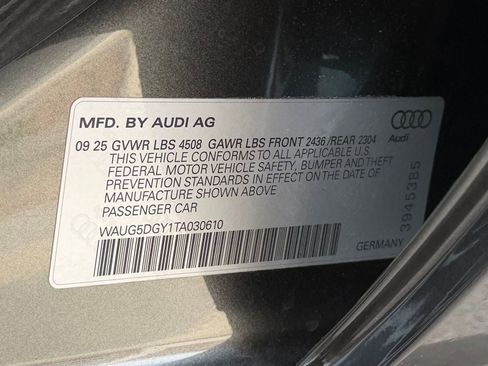 MFD. BY AUDI AG
09 25 GVWR LBS 4508 GAWR LBS FRONT 2436 /REAR 2304
THIS VEHICLE CONFORMS TO ALL APPLICABLE U.S.
FEDERAL MOTOR VEHICLE SAFETY, BUMPER AND THEFT
PREVENTION STANDARDS IN EFFECT ON THE DATE OF
MANUFACTURE SHOWN ABOVE
PASSENGER CAR
WAUG5DGY1TA030610
GERMANY
Audi
3945385